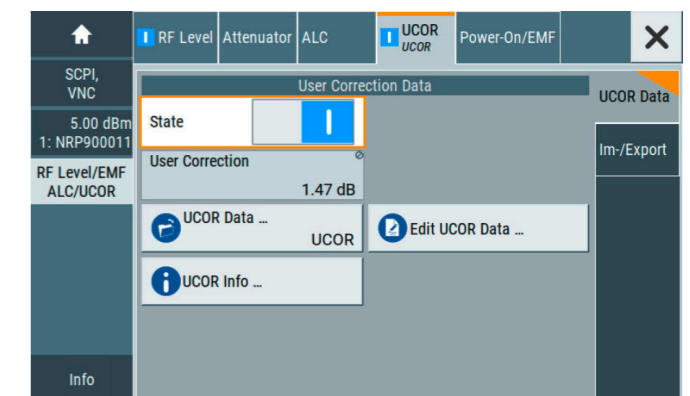 RF Level
Attenuator
ALC
UCOR
UCOR
Power-On/EMF
SCPI,
VNC
5.00 dBm
1: NRP900011
RF Level/EMF
ALC/UCOR
Info
User Correction Data
State
User Correction
1.47 dB
UCOR Data ...
UCOR
Edit UCOR Data ...
UCOR Info ...
UCOR Data
Im-/Export